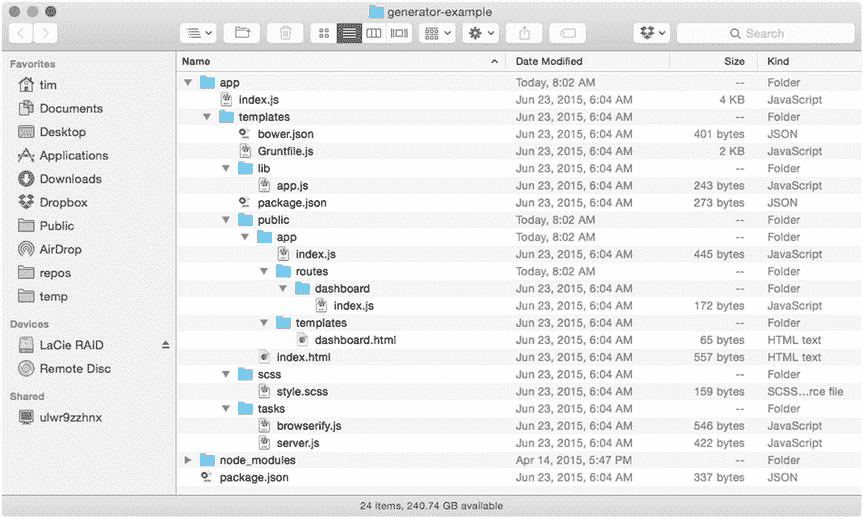 generator-example
Search
Favorites
tim
Documents
Desktop
Applications
Downloads
Dropbox
Public
AirDrop
repos
temp
Devices
LaCie RAID
Remote Disc
Shared
ulwr9zzhnx
Name Date Modified Size Kind
app Today, 8:02 AM -- Folder
index.js Jun 23, 2015, 6:04 AM 4 KB JavaScript
templates Jun 23, 2015, 6:04 AM -- Folder
bower.json Jun 23, 2015, 6:04 AM 401 bytes JSON
Gruntfile.js Jun 23, 2015, 6:04 AM 2 KB JavaScript
lib Jun 23, 2015, 6:04 AM -- Folder
app.js Jun 23, 2015, 6:04 AM 243 bytes JavaScript
package.json Jun 23, 2015, 6:04 AM 273 bytes JSON
public Today, 8:02 AM -- Folder
app Today, 8:02 AM -- Folder
index.js Jun 23, 2015, 6:04 AM 445 bytes JavaScript
routes Today, 8:02 AM -- Folder
dashboard Jun 23, 2015, 6:04 AM -- Folder
index.js Jun 23, 2015, 6:04 AM 172 bytes JavaScript
templates Jun 23, 2015, 6:04 AM -- Folder
dashboard.html Jun 23, 2015, 6:04 AM 65 bytes HTML text
index.html Jun 23, 2015, 6:04 AM 557 bytes HTML text
scss Jun 23, 2015, 6:04 AM -- Folder
style.scss Jun 23, 2015, 6:04 AM 159 bytes SCSS...rce file
tasks Jun 23, 2015, 6:04 AM -- Folder
browserify.js Jun 23, 2015, 6:04 AM 546 bytes JavaScript
server.js Jun 23, 2015, 6:04 AM 422 bytes JavaScript
node_modules Apr 14, 2015, 5:47 PM -- Folder
package.json Jun 23, 2015, 6:04 AM 337 bytes JSON
24 items, 240.74 GB available